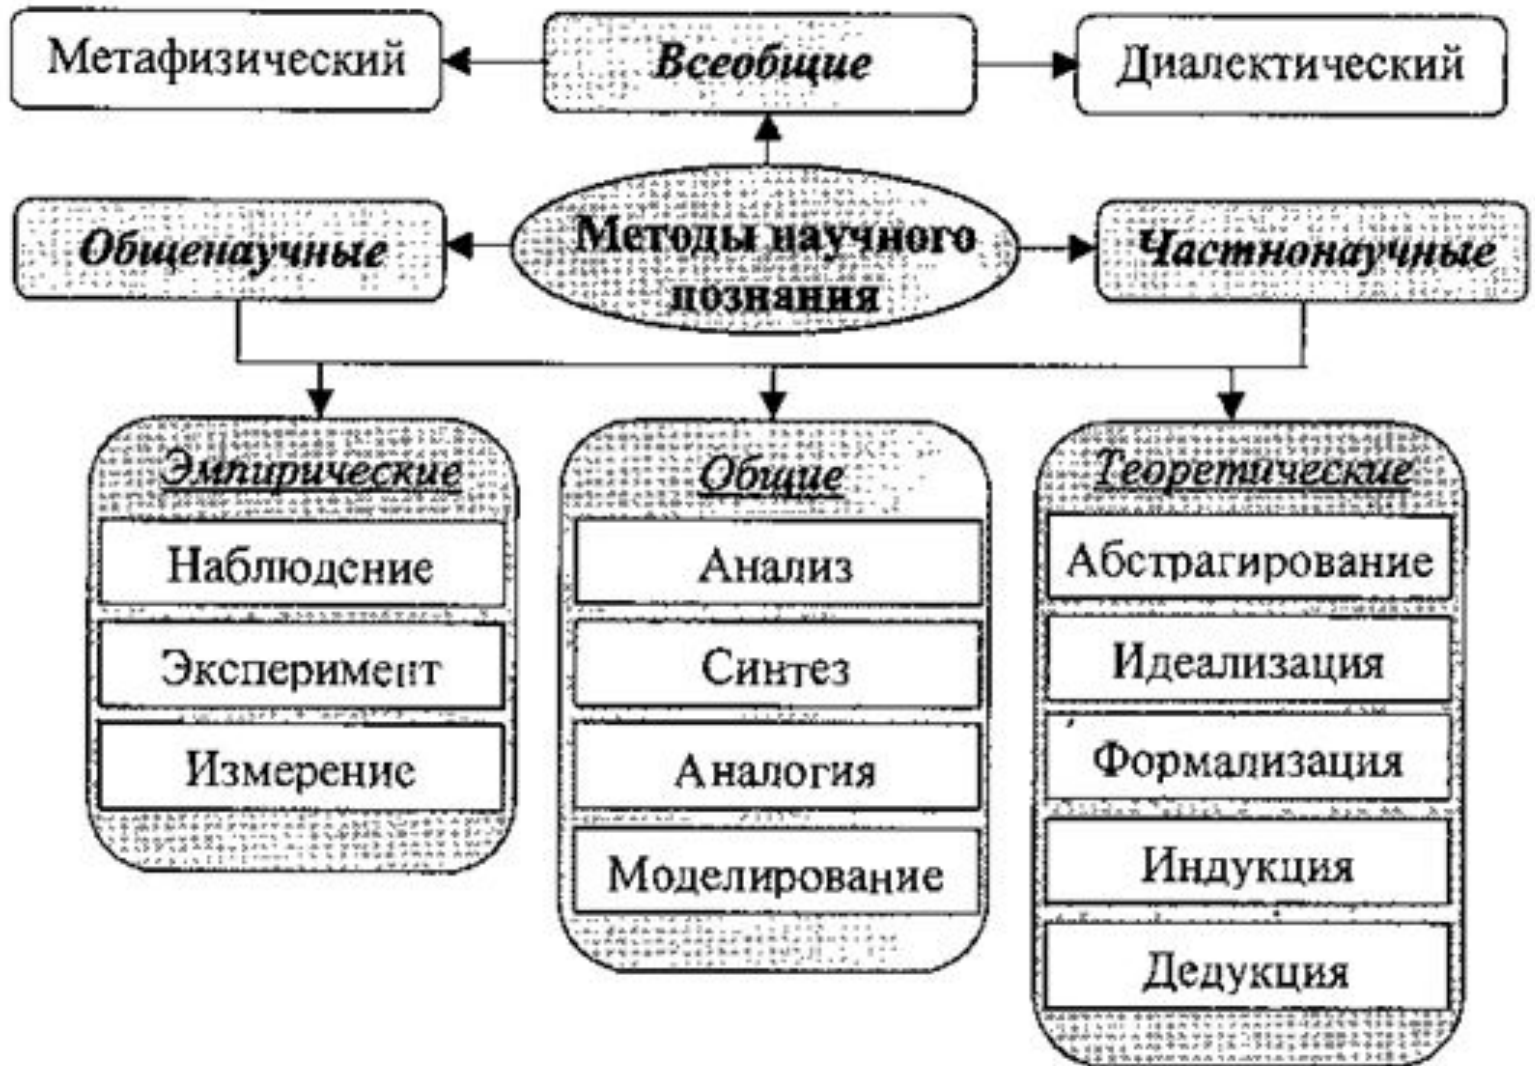 Метафизический
Всеобщие
Диалектический
Общенаучные
Методы научного
познания
Частнонаучные
Эмпирические
Наблюдение
Эксперимент
Измерение
Общие
Анализ
Синтез
Аналогия
Моделирование
Теоретические
Абстрагирование
Идеализация
Формализация
Индукция
Дедукция